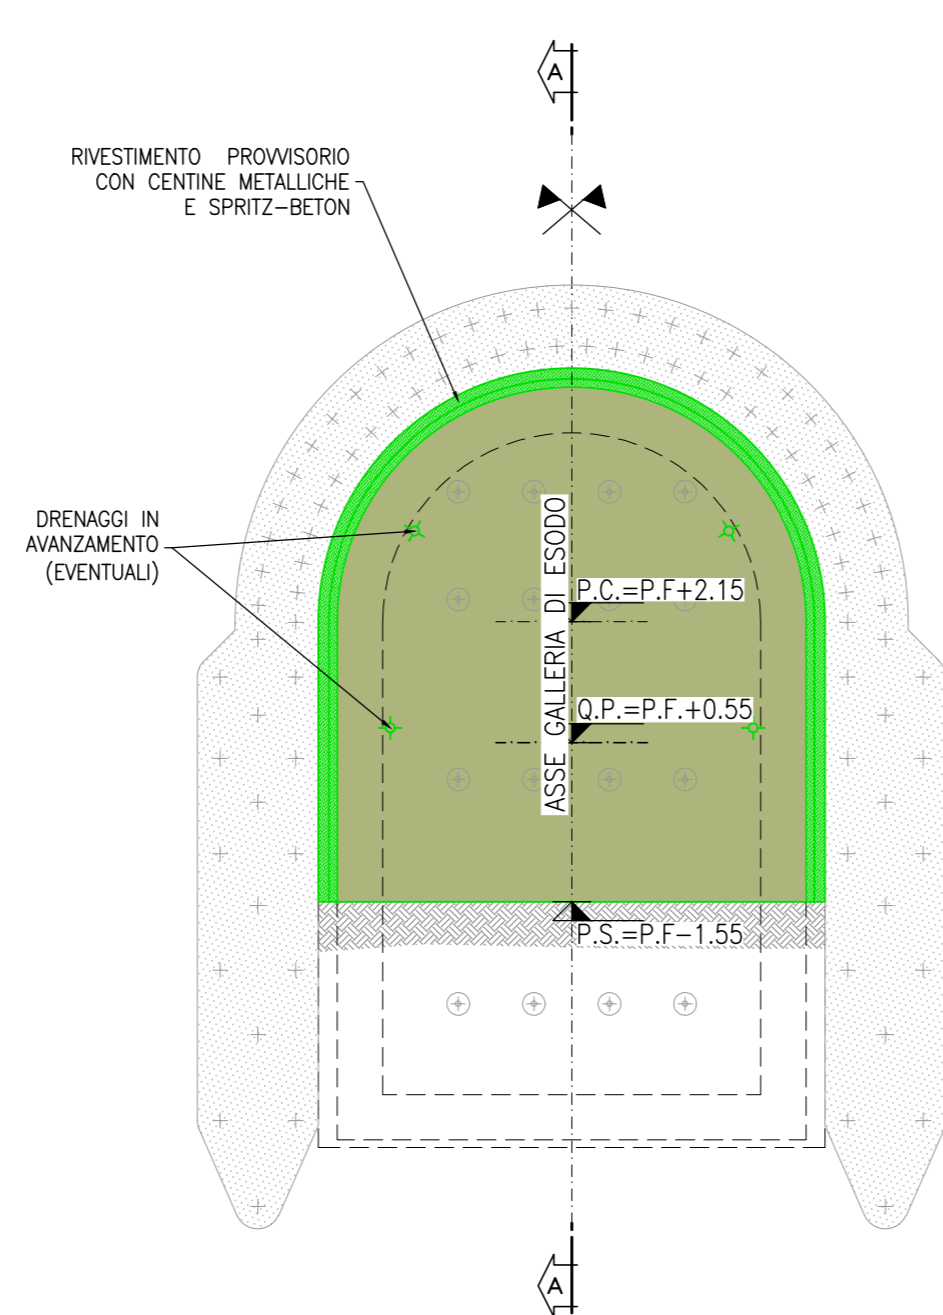 A
RIVESTIMENTO PROVVISORIO
CON CENTINE METALLICHE
E SPRITZ-BETON
DRENAGGI IN
AVANZAMENTO
(EVENTUALI)
ASSE GALLERIA DI ESODO
P.C.=P.F+2.15
Q.P.=P.F.+0.55
P.S.=P.F-1.55
A